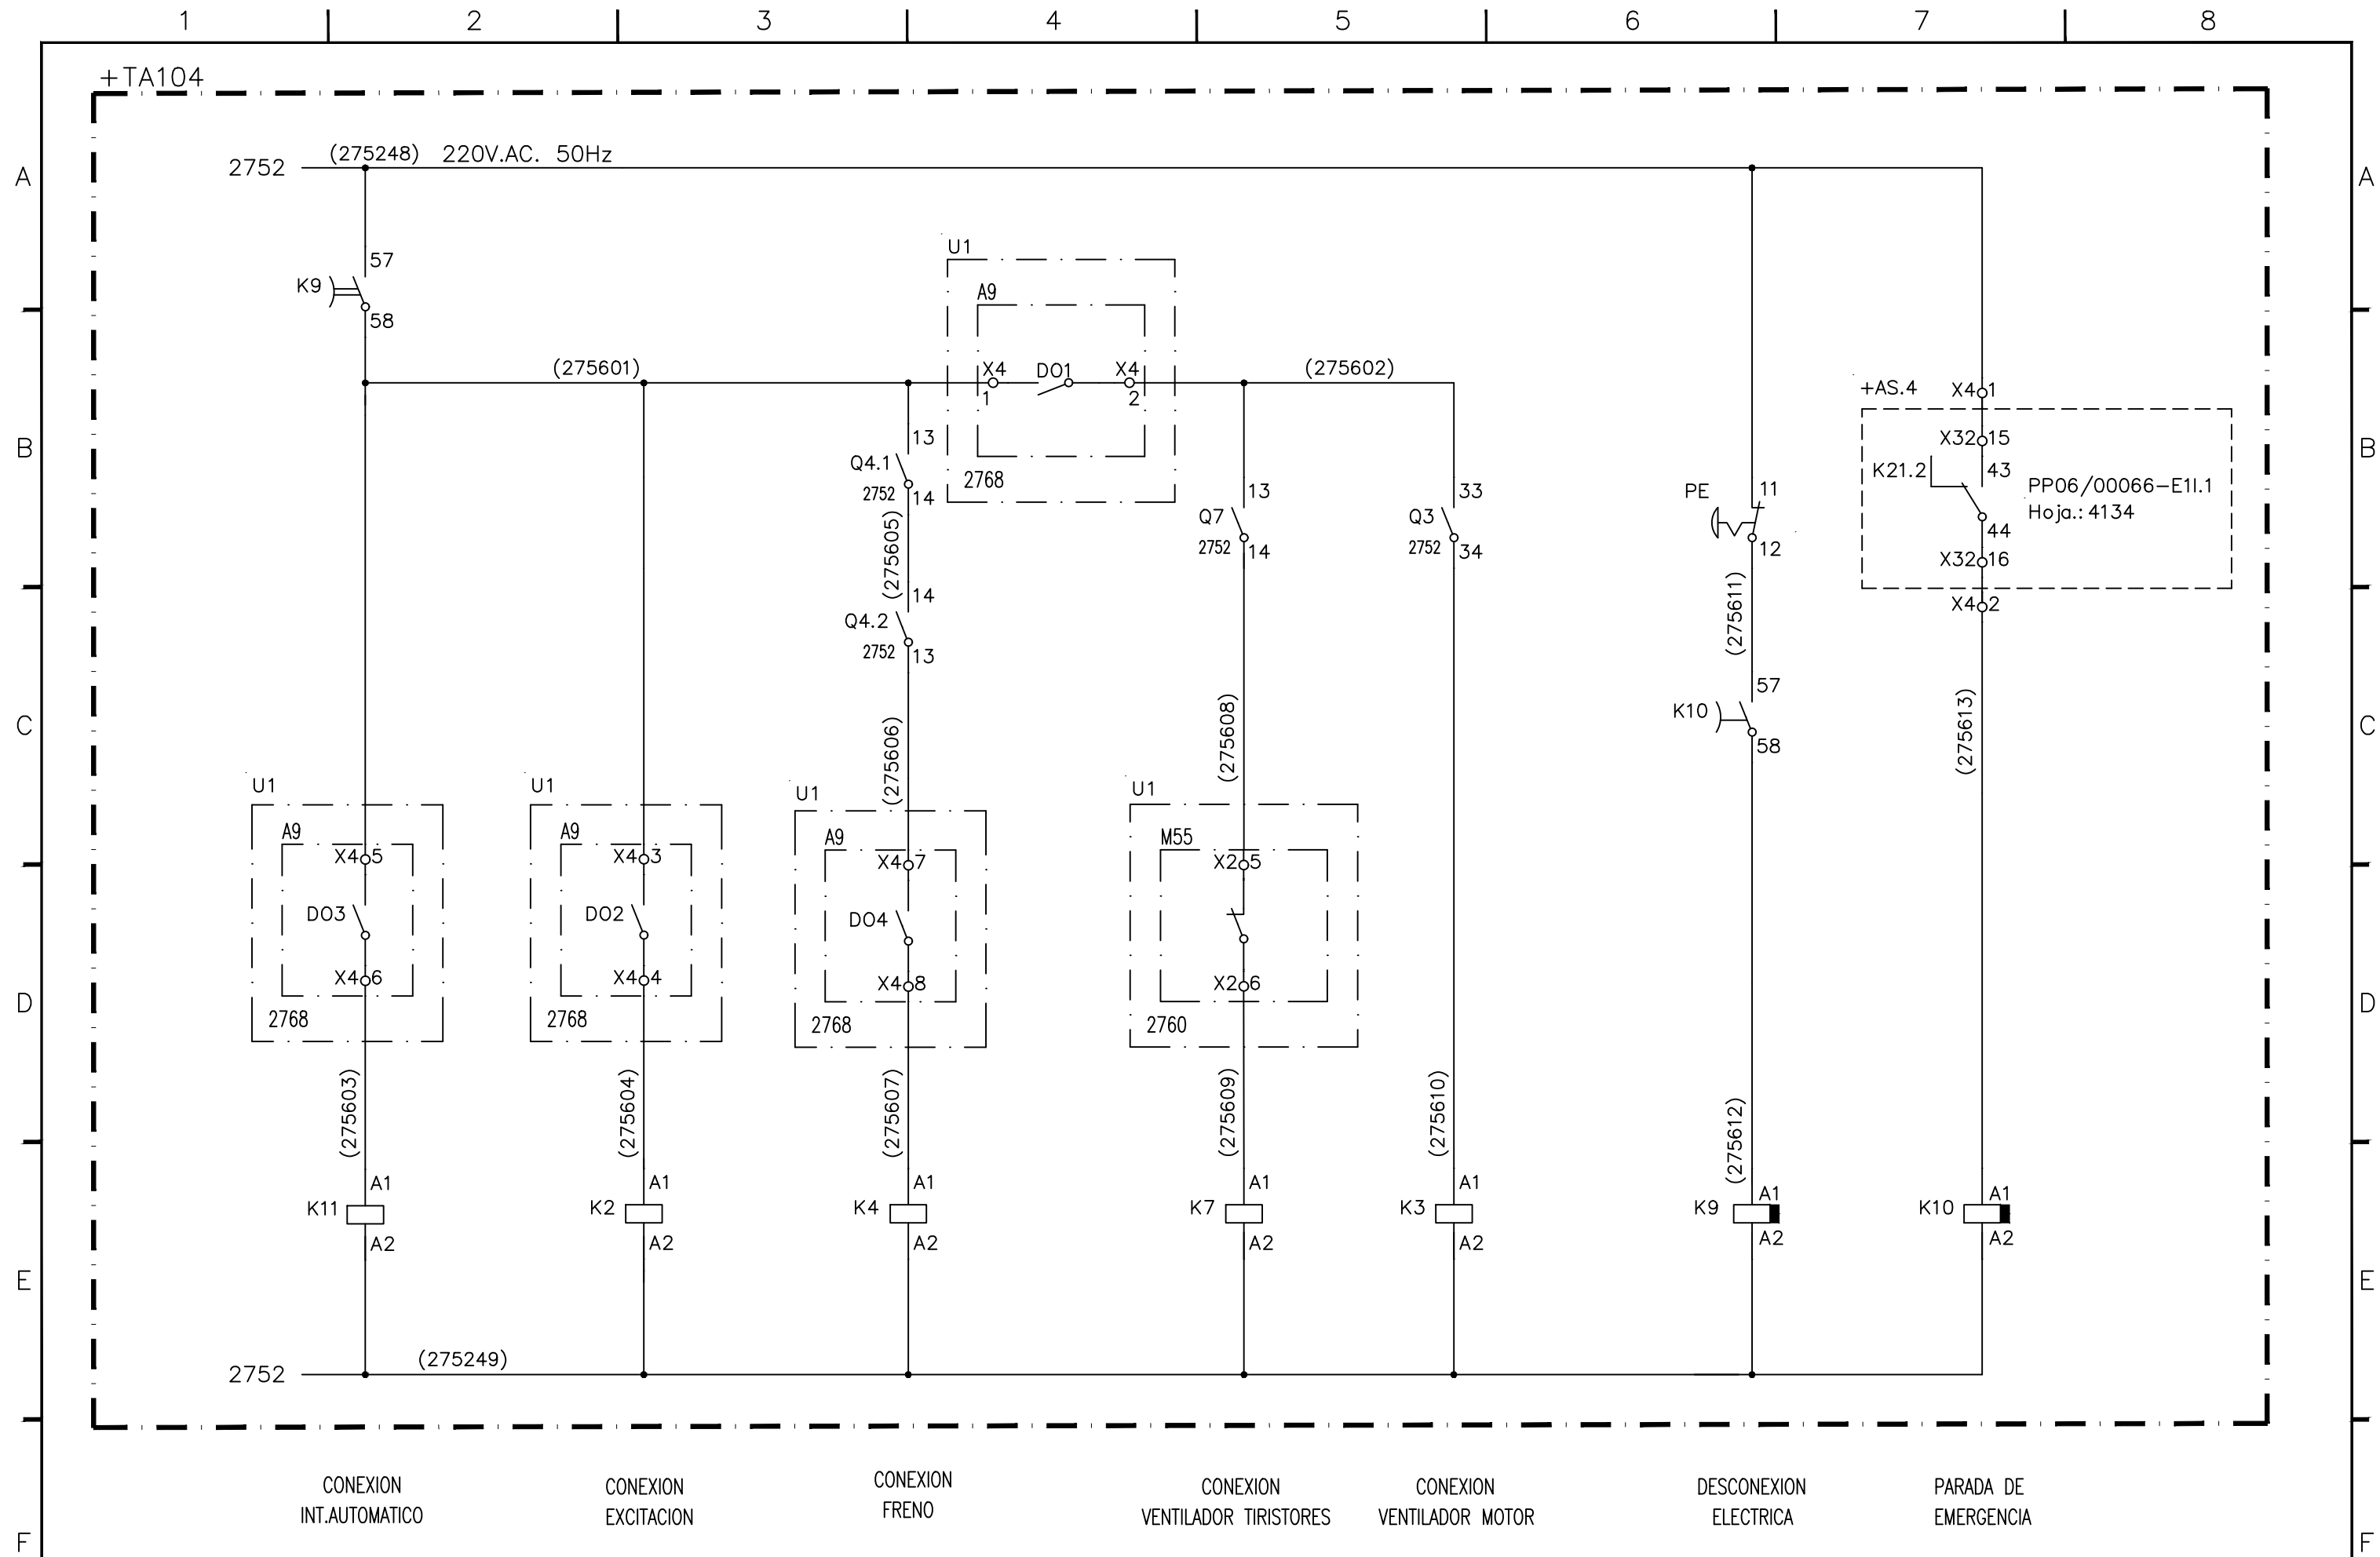 1 2 3 4 5 6 7 8
+TA104
A A
2752 (275248) 220V.AC. 50Hz
U1
57
K9
58
A9
(275601)
X4 DO1 X4
1 2
(275602)
+AS.4 X4 1
B B
13
Q4.1
2752 14
2768
(275605)
13
Q7
2752 14
33
Q3
2752 34
PE 11
12
X32 15
K21.2 43
PP06/00066-E1I.1
Hoja.: 4134
44
X32 16
X4 2
14
Q4.2
2752 13
(275611)
57
K10
58
C C
(275606)
(275608)
(275613)
U1
A9
X4 5
DO3
X4 6
2768
U1
A9
X4 3
DO2
X4 4
2768
U1
A9
X4 7
DO4
X4 8
2768
U1
M55
X2 5
X2 6
2760
D D
(275603)
(275604)
(275607)
(275609)
(275610)
(275612)
A1
K11
A2
A1
K2
A2
A1
K4
A2
A1
K7
A2
A1
K3
A2
A1
K9
A2
A1
K10
A2
E E
2752 (275249)
CONEXION
INT.AUTOMATICO
CONEXION
EXCITACION
CONEXION
FRENO
CONEXION
VENTILADOR TIRISTORES
CONEXION
VENTILADOR MOTOR
DESCONEXION
ELECTRICA
PARADA DE
EMERGENCIA
F F